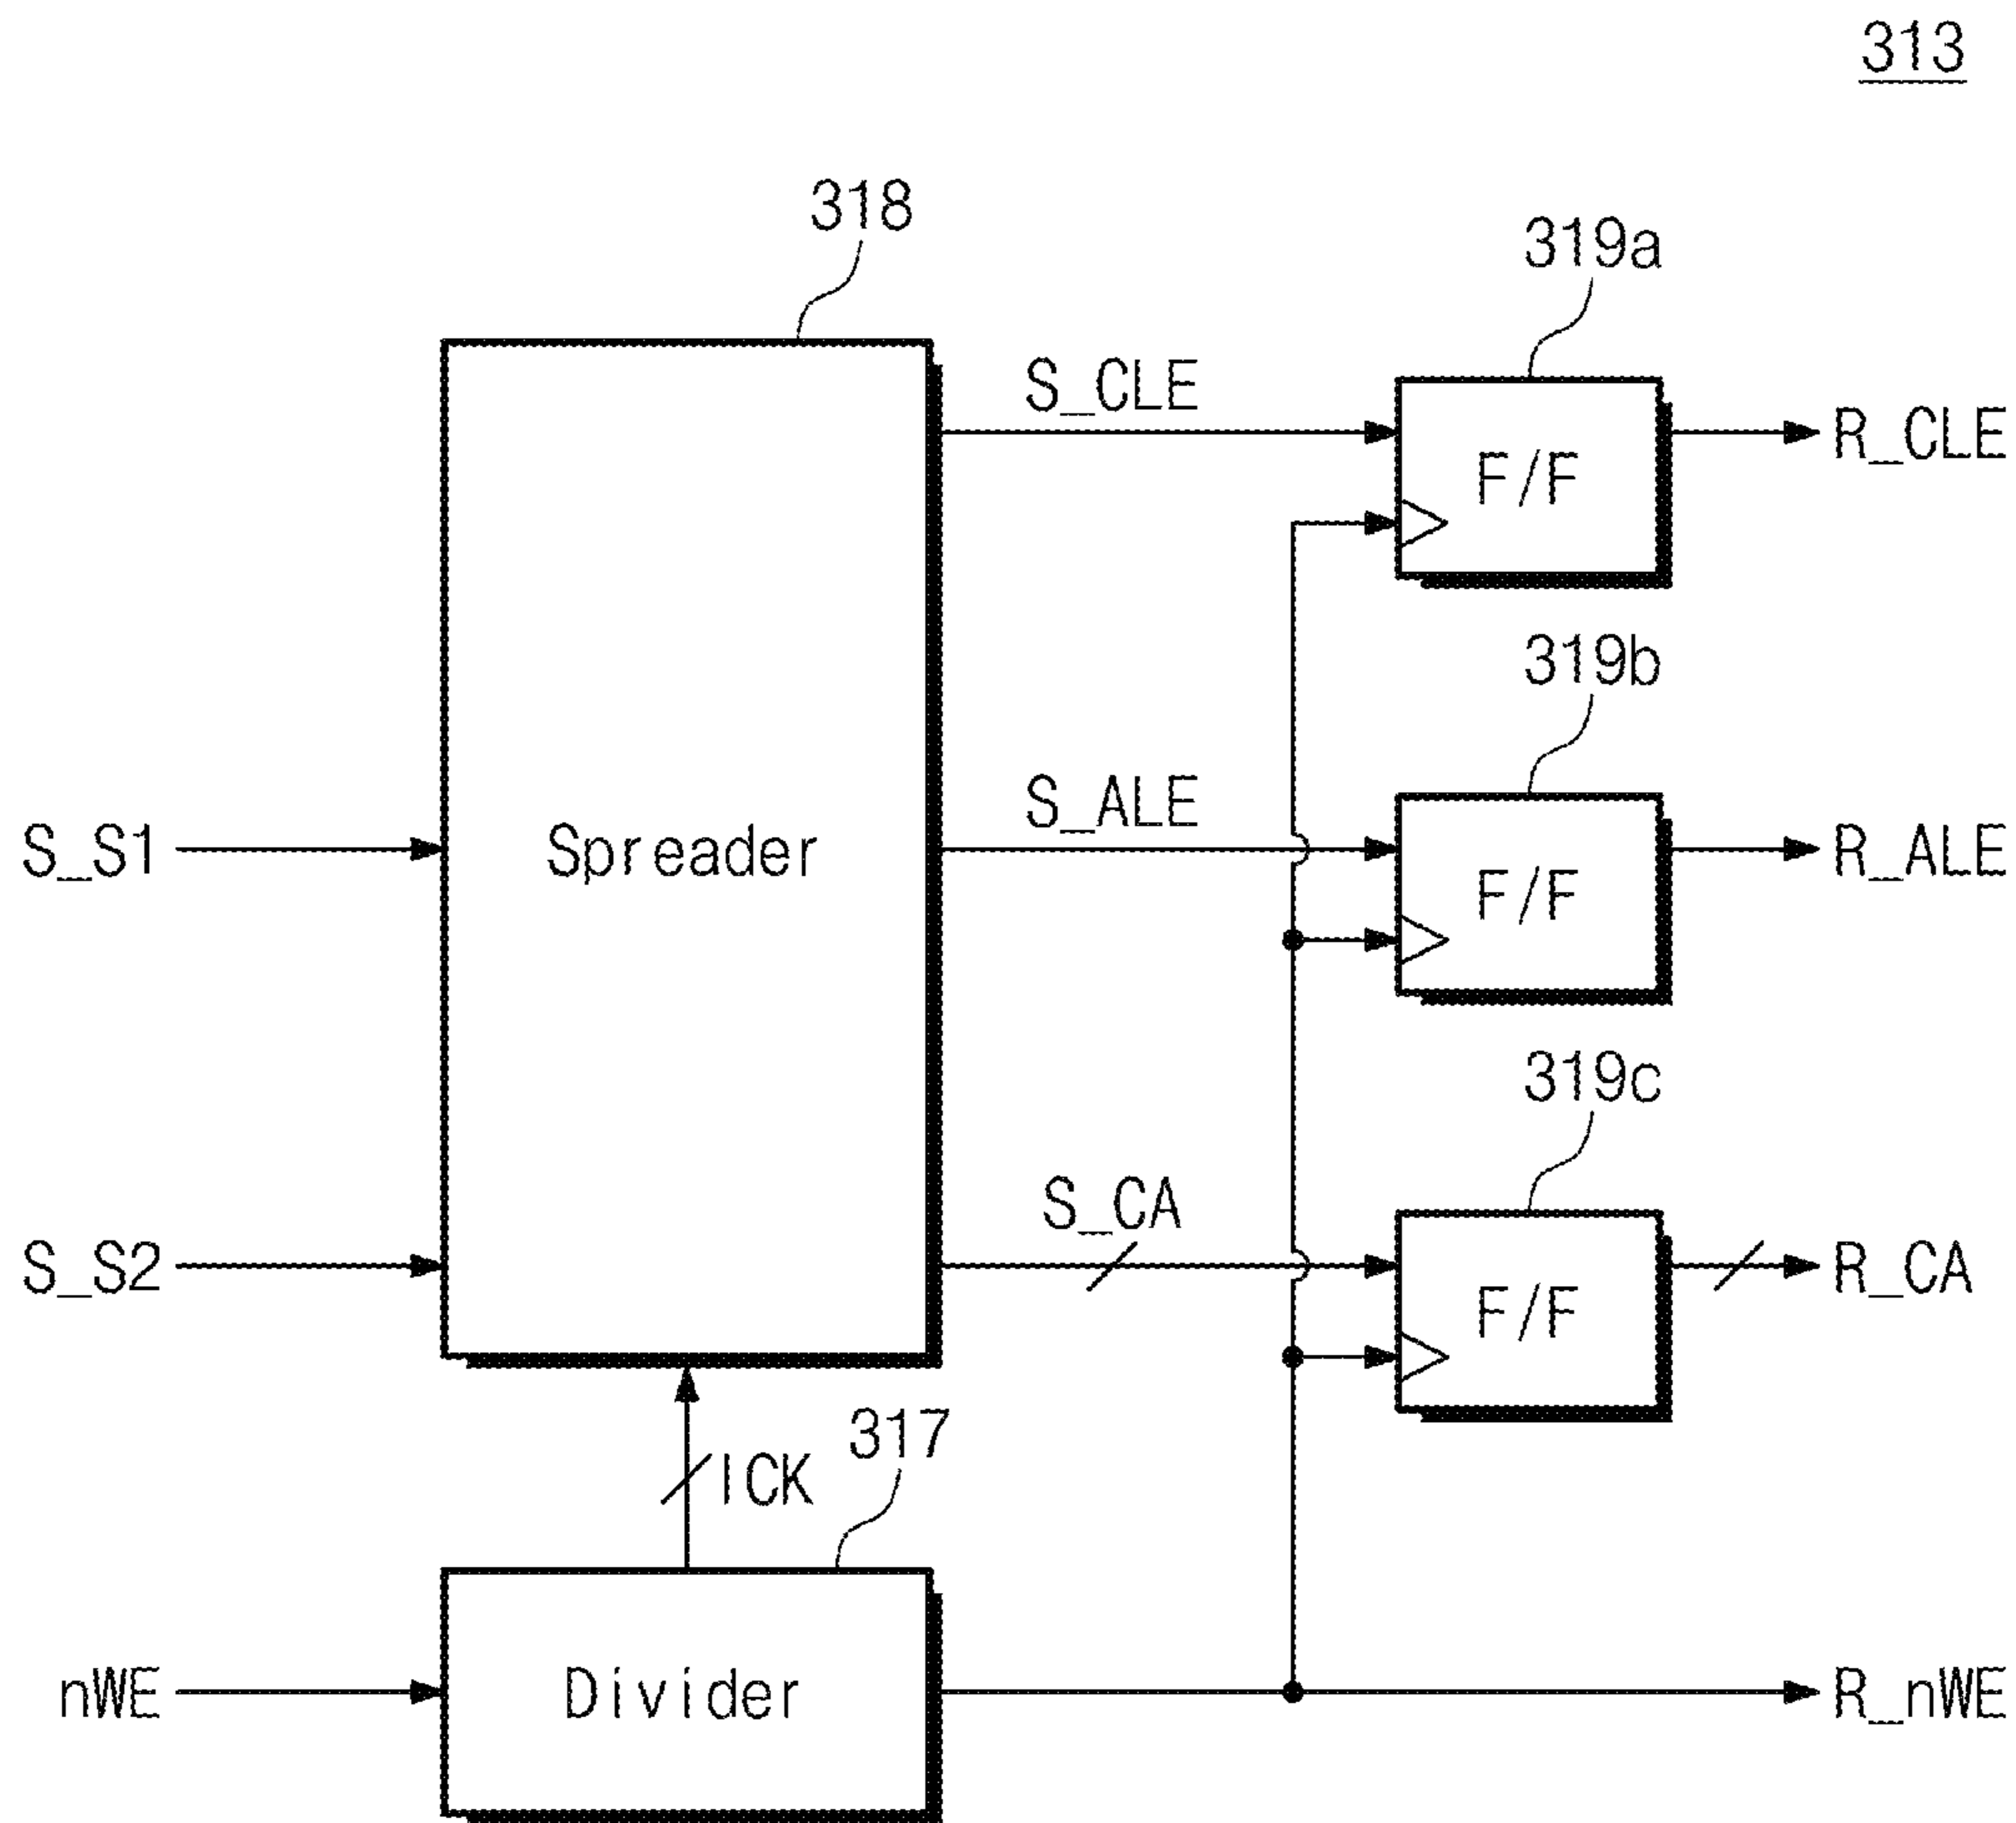 313
318
319a
S_CLE
F/F
R_CLE
319b
S_ALE
S_S1
Spreader
F/F
R_ALE
319c
S_CA
S_S2
F/F
R_CA
317
ICK
nWE
Divider
R_nWE